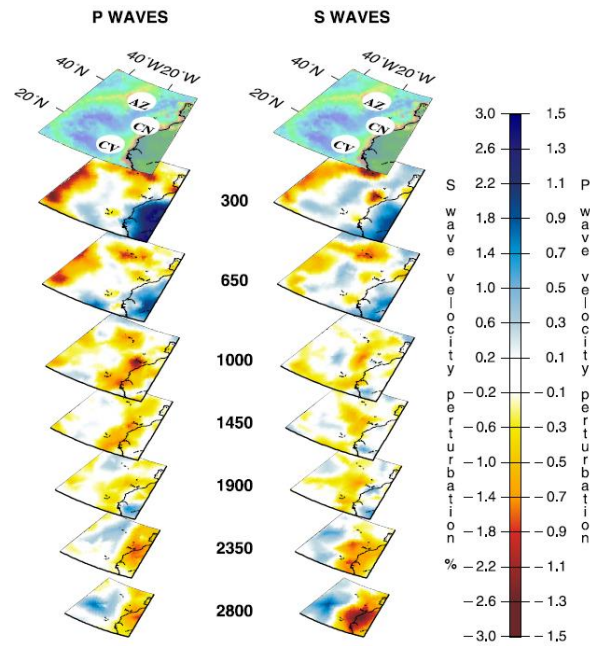 P WAVES
S WAVES
40°N
40°W
20°W
20°N
AZ
CN
CV
40°N
40°W
20°W
20°N
AZ
CN
CV
300
650
1000
1450
1900
2350
2800
S wave velocity perturbation %
3.0 1.5
2.6 1.3
2.2 1.1
1.8 0.9
1.4 0.7
1.0 0.5
0.6 0.3
0.2 0.1
-0.2 -0.1
-0.6 -0.3
-1.0 -0.5
-1.4 -0.7
-1.8 -0.9
-2.2 -1.1
-2.6 -1.3
-3.0 -1.5
P wave velocity perturbation